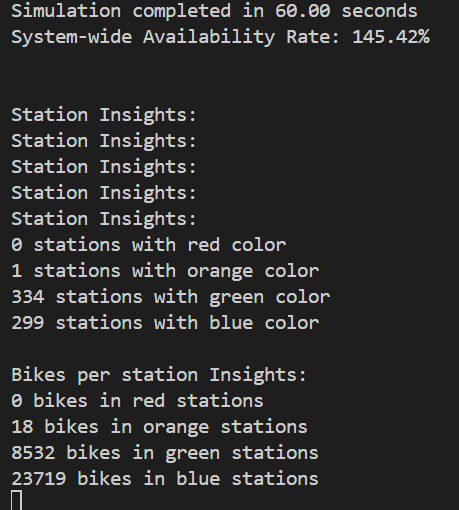 Simulation completed in 60.00 seconds
System-wide Availability Rate: 145.42%
Station Insights:
Station Insights:
Station Insights:
Station Insights:
Station Insights:
0 stations with red color
1 stations with orange color
334 stations with green color
299 stations with blue color
Bikes per station Insights:
0 bikes in red stations
18 bikes in orange stations
8532 bikes in green stations
23719 bikes in blue stations